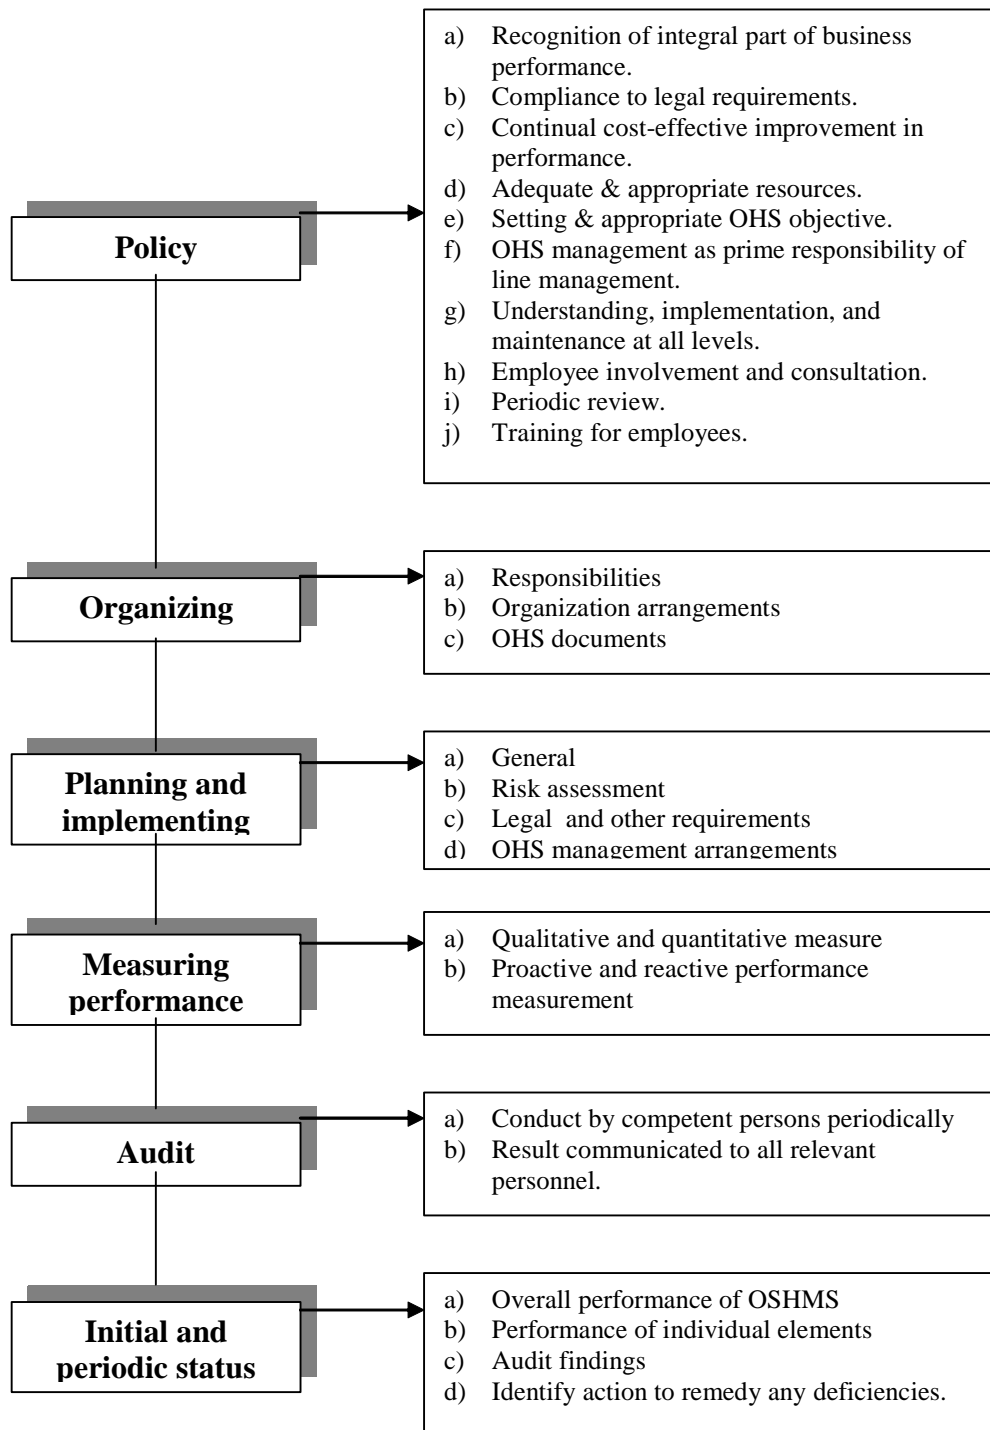 Policy
a) Recognition of integral part of business
performance.
b) Compliance to legal requirements.
c) Continual cost-effective improvement in
performance.
d) Adequate & appropriate resources.
e) Setting & appropriate OHS objective.
f) OHS management as prime responsibility of
line management.
g) Understanding, implementation, and
maintenance at all levels.
h) Employee involvement and consultation.
i) Periodic review.
j) Training for employees.
Organizing
a) Responsibilities
b) Organization arrangements
c) OHS documents
Planning and
implementing
a) General
b) Risk assessment
c) Legal and other requirements
d) OHS management arrangements
Measuring
performance
a) Qualitative and quantitative measure
b) Proactive and reactive performance
measurement
Audit
a) Conduct by competent persons periodically
b) Result communicated to all relevant
personnel.
Initial and
periodic status
a) Overall performance of OSHMS
b) Performance of individual elements
c) Audit findings
d) Identify action to remedy any deficiencies.